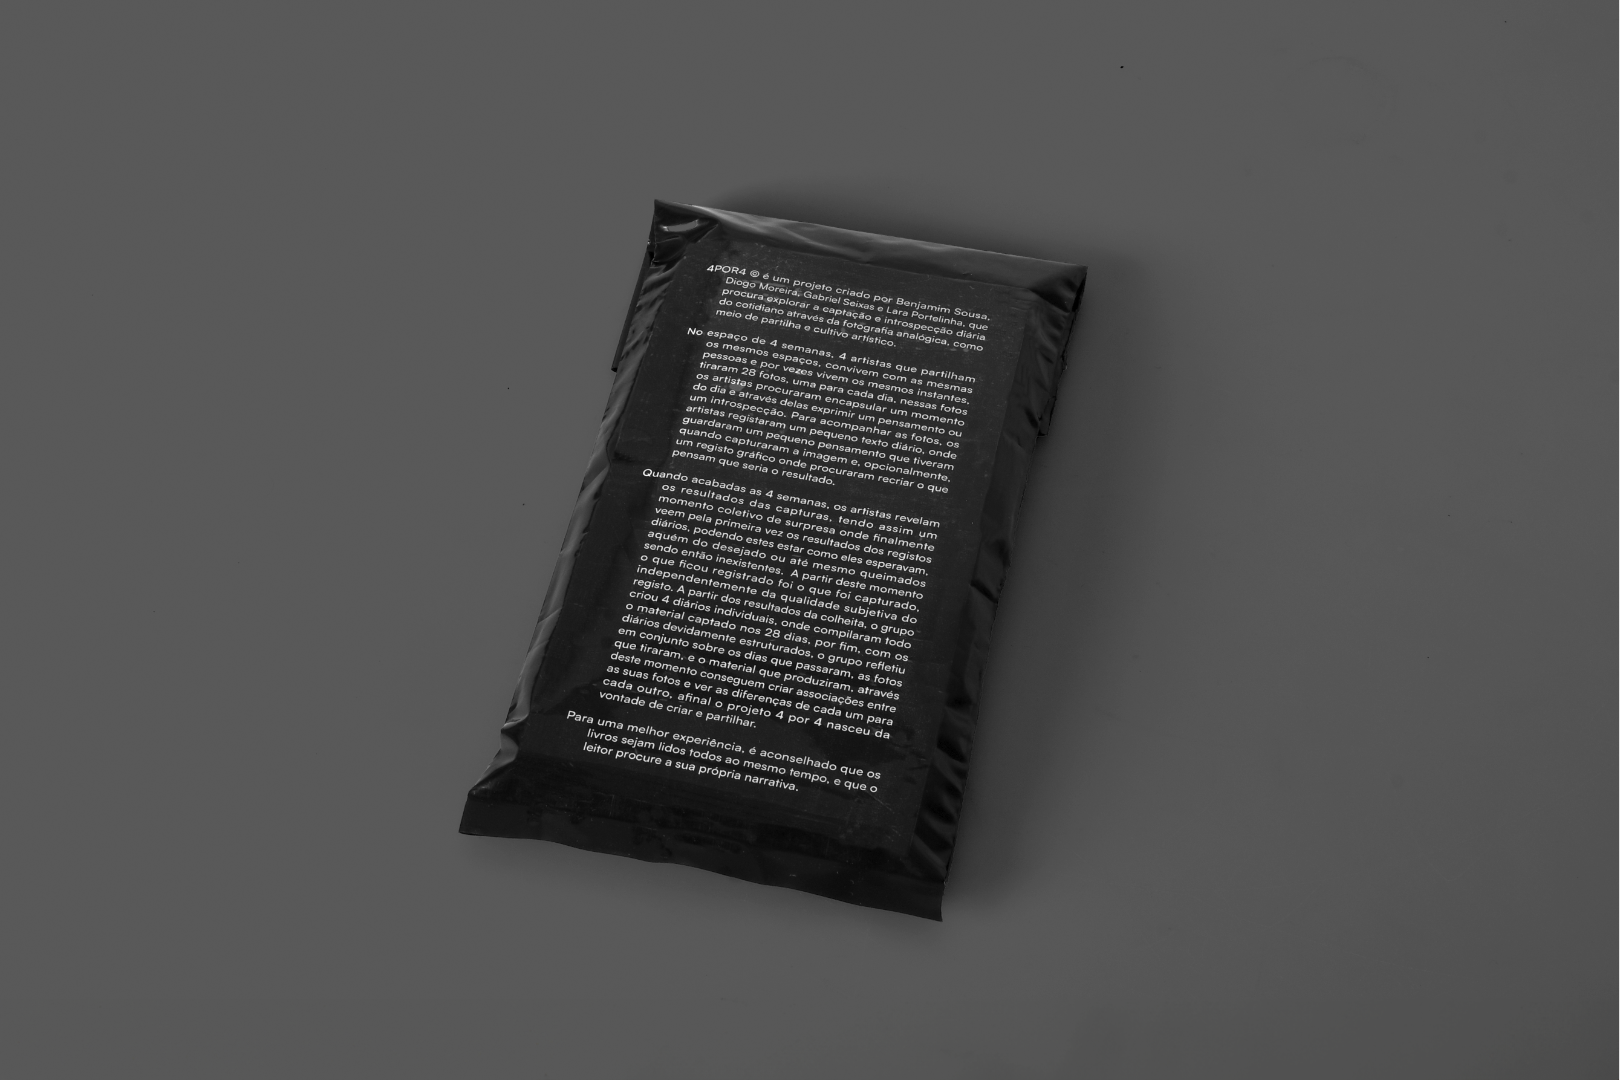 4POR4 © é um projeto criado por Benjamim Sousa,
Diogo Moreira, Gabriel Seixas e Lara Portelinha, que
procura explorar a captação e introspecção diária
do cotidiano através da fotografia analógica, como
meio de partilha e cultivo artístico.
No espaço de 4 semanas, 4 artistas que partilham
os mesmos espaços, convivem com as mesmas
pessoas e por vezes vivem os mesmos instantes,
tiraram 28 fotos, uma para cada dia, nessas fotos
os artistas procuraram encapsular um momento
do dia e através delas exprimir um pensamento ou
um introspecção. Para acompanhar as fotos, os
artistas registaram um pequeno texto diário, onde
guardaram um pequeno pensamento que tiveram
quando capturaram a imagem e, opcionalmente,
um registo gráfico onde procuraram recriar o que
pensam que seria o resultado.
Quando acabadas as 4 semanas, os artistas revelam
os resultados das capturas, tendo assim um
momento coletivo de surpresa onde finalmente
veem pela primeira vez os resultados dos registos
diários, podendo estes estar como eles esperavam,
aquém do desejado ou até mesmo queimados
sendo então inexistentes. A partir deste momento
o que ficou registrado foi o que foi capturado,
independentemente da qualidade subjetiva do
registo. A partir dos resultados da colheita, o grupo
criou 4 diários individuais, onde compilaram todo
o material captado nos 28 dias, por fim, com os
diários devidamente estruturados, o grupo refletiu
em conjunto sobre os dias que passaram, as fotos
que tiraram, e o material que produziram, através
deste momento conseguem criar associações entre
as suas fotos e ver as diferenças de cada um para
cada outro, afinal o projeto 4 por 4 nasceu da
vontade de criar e partilhar.
Para uma melhor experiência, é aconselhado que os
livros sejam lidos todos ao mesmo tempo, e que o
leitor procure a sua própria narrativa.